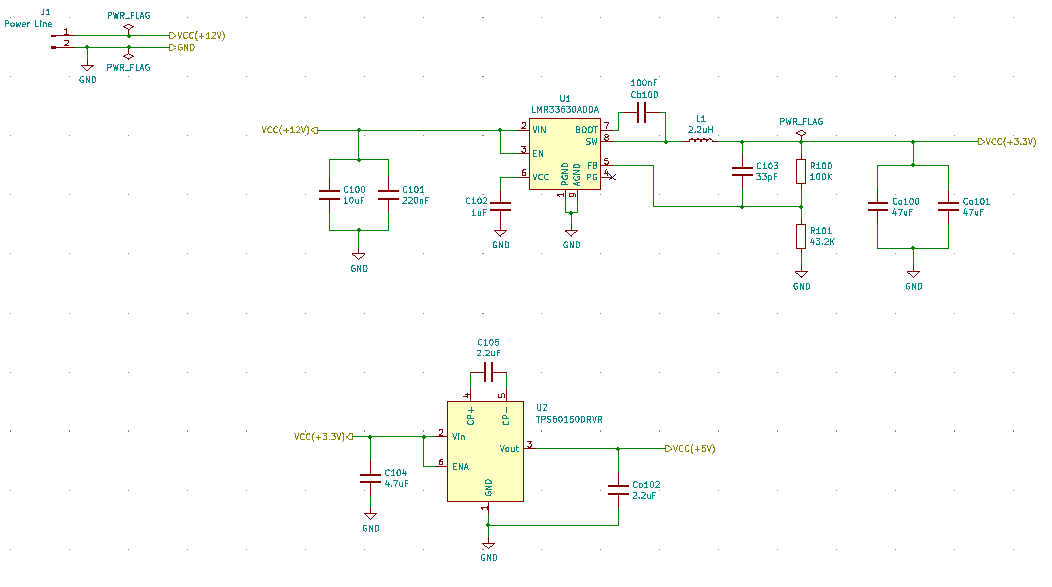 J1
Power Line
1
2
PWR_FLAG
VCC(+12V)
GND
PWR_FLAG
GND
VCC(+12V)
C100
10uF
C101
220nF
GND
U1
LMR33630ADDA
2
VIN
3
EN
6
VCC
BOOT
7
SW
8
FB
5
PG
4
PGND
1
AGND
9
GND
C102
1uF
GND
100nF
Cb100
L1
2.2uH
PWR_FLAG
C103
33pF
R100
100K
R101
43.2K
GND
VCC(+3.3V)
Co100
47uF
Co101
47uF
GND
C105
2.2uF
4
5
CP+
CP-
U2
TPS60150DRVR
VCC(+3.3V)
2
Vin
6
ENA
Vout
3
GND
1
VCC(+5V)
C104
4.7uF
GND
Co102
2.2uF
GND